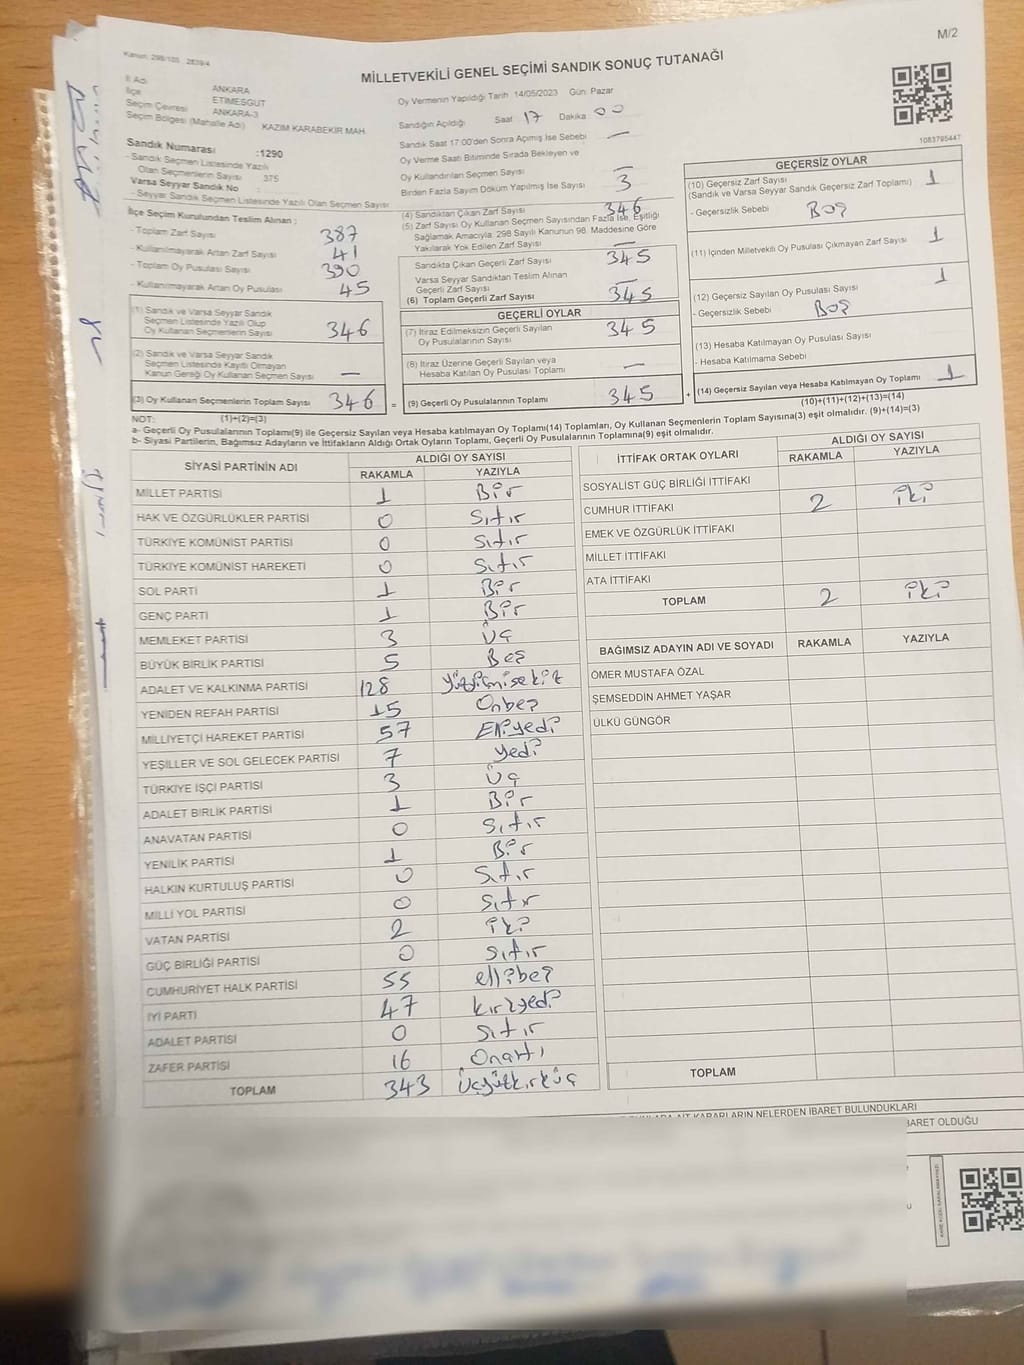 M/2
Kanun: 298/105 , 2839/4
MİLLETVEKİLİ GENEL SEÇİMİ SANDIK SONUÇ TUTANAĞI
İl Adı ANKARA
İlçe ETİMESGUT
Seçim Çevresi ANKARA-3
Seçim Bölgesi (Mahalle Adı) KAZIM KARABEKİR MAH.
Sandık Numarası :1290
- Sandık Seçmen Listesinde Yazılı
Olan Seçmenlerin Sayısı 375
Varsa Seyyar Sandık No :
- Seyyar Sandık Seçmen Listesinde Yazılı Olan Seçmen Sayısı
Oy Vermenin Yapıldığı Tarih 14/05/2023 Gün Pazar
Sandığın Açıldığı Saat 17 Dakika 00
Sandık Saat 17:00'den Sonra Açımış İse Sebebi —
Oy Verme Saati Bitiminde Sırada Bekleyen ve
Oy Kullandırılan Seçmen Sayısı —
Birden Fazla Sayım Döküm Yapılmış İse Sayısı 3
1083795447
İlçe Seçim Kurulundan Teslim Alınan ;
- Toplam Zarf Sayısı 387
- Kullanılmayarak Artan Zarf Sayısı 41
- Toplam Oy Pusulası Sayısı 390
- Kullanılmayarak Artan Oy Pusulası 45
(1) Sandık ve Varsa Seyyar Sandık
Seçmen Listesinde Yazılı Olup
Oy Kullanan Seçmenlerin Sayısı 346
(2) Sandık ve Varsa Seyyar Sandık
Seçmen Listesinde Kayıtlı Olmayan
Kanun Gereği Oy Kullanan Seçmen Sayısı —
(3) Oy Kullanan Seçmenlerin Toplam Sayısı 346 =
(4) Sandıktan Çıkan Zarf Sayısı 346
(5) Zarf Sayısı Oy Kullanan Seçmen Sayısından Fazla İse, Eşitliği
Sağlamak Amacıyla, 298 Sayılı Kanunun 98. Maddesine Göre
Yakılarak Yok Edilen Zarf Sayısı —
Sandıkta Çıkan Geçerli Zarf Sayısı 345
Varsa Seyyar Sandıktan Teslim Alınan
Geçerli Zarf Sayısı —
(6) Toplam Geçerli Zarf Sayısı 345
GEÇERLİ OYLAR
(7) İtiraz Edilmeksizin Geçerli Sayılan
Oy Pusulalarının Sayısı 345
(8) İtiraz Üzerine Geçerli Sayılan veya
Hesaba Katılan Oy Pusulası Toplamı —
(9) Geçerli Oy Pusulalarının Toplamı 345 +
GEÇERSİZ OYLAR
(10) Geçersiz Zarf Sayısı
(Sandık ve Varsa Seyyar Sandık Geçersiz Zarf Toplamı) 1
- Geçersizlik Sebebi Boş
(11) İçinden Milletvekili Oy Pusulası Çıkmayan Zarf Sayısı 1
(12) Geçersiz Sayılan Oy Pusulası Sayısı 1
- Geçersizlik Sebebi Boş
(13) Hesaba Katılmayan Oy Pusulası Sayısı
- Hesaba Katılmama Sebebi
(14) Geçersiz Sayılan veya Hesaba Katılmayan Oy Toplamı 1
NOT: (1)+(2)=(3)
(10)+(11)+(12)+(13)=(14)
a- Geçerli Oy Pusulalarının Toplamı(9) ile Geçersiz Sayılan veya Hesaba katılmayan Oy Toplamı(14) Toplamları, Oy Kullanan Seçmenlerin Toplam Sayısına(3) eşit olmalıdır. (9)+(14)=(3)
b- Siyasi Partilerin, Bağımsız Adayların ve İttifakların Aldığı Ortak Oyların Toplamı, Geçerli Oy Pusulalarının Toplamına(9) eşit olmalıdır.
SİYASİ PARTİNİN ADI ALDIĞI OY SAYISI
RAKAMLA YAZIYLA
MİLLET PARTİSİ 1 Bir
HAK VE ÖZGÜRLÜKLER PARTİSİ 0 Sıfır
TÜRKİYE KOMÜNİST PARTİSİ 0 Sıfır
TÜRKİYE KOMÜNİST HAREKETİ 0 Sıfır
SOL PARTİ 1 Bir
GENÇ PARTİ 1 Bir
MEMLEKET PARTİSİ 3 Üç
BÜYÜK BİRLİK PARTİSİ 5 Beş
ADALET VE KALKINMA PARTİSİ 128 Yüzyirmisekiz
YENİDEN REFAH PARTİSİ 15 Onbeş
MİLLİYETÇİ HAREKET PARTİSİ 57 Elliyedi
YEŞİLLER VE SOL GELECEK PARTİSİ 7 yedi
TÜRKİYE İŞÇİ PARTİSİ 3 Üç
ADALET BİRLİK PARTİSİ 1 Bir
ANAVATAN PARTİSİ 0 Sıfır
YENİLİK PARTİSİ 1 Bir
HALKIN KURTULUŞ PARTİSİ 0 Sıfır
MİLLİ YOL PARTİSİ 0 Sıfır
VATAN PARTİSİ 2 iki
GÜÇ BİRLİĞİ PARTİSİ 0 Sıfır
CUMHURİYET HALK PARTİSİ 55 ellibeş
İYİ PARTİ 47 kırkyedi
ADALET PARTİSİ 0 Sıfır
ZAFER PARTİSİ 16 Onaltı
TOPLAM 343 Üçyüzkırküç
İTTİFAK ORTAK OYLARI ALDIĞI OY SAYISI
RAKAMLA YAZIYLA
SOSYALİST GÜÇ BİRLİĞİ İTTİFAKI
CUMHUR İTTİFAKI 2 iki
EMEK VE ÖZGÜRLÜK İTTİFAKI
MİLLET İTTİFAKI
ATA İTTİFAKI
TOPLAM 2 iki
BAĞIMSIZ ADAYIN ADI VE SOYADI RAKAMLA YAZIYLA
ÖMER MUSTAFA ÖZAL
ŞEMSEDDİN AHMET YAŞAR
ÜLKÜ GÜNGÖR
TOPLAM
KARARLARIN NELERDEN İBARET BULUNDUKLARI
İBARET OLDUĞU